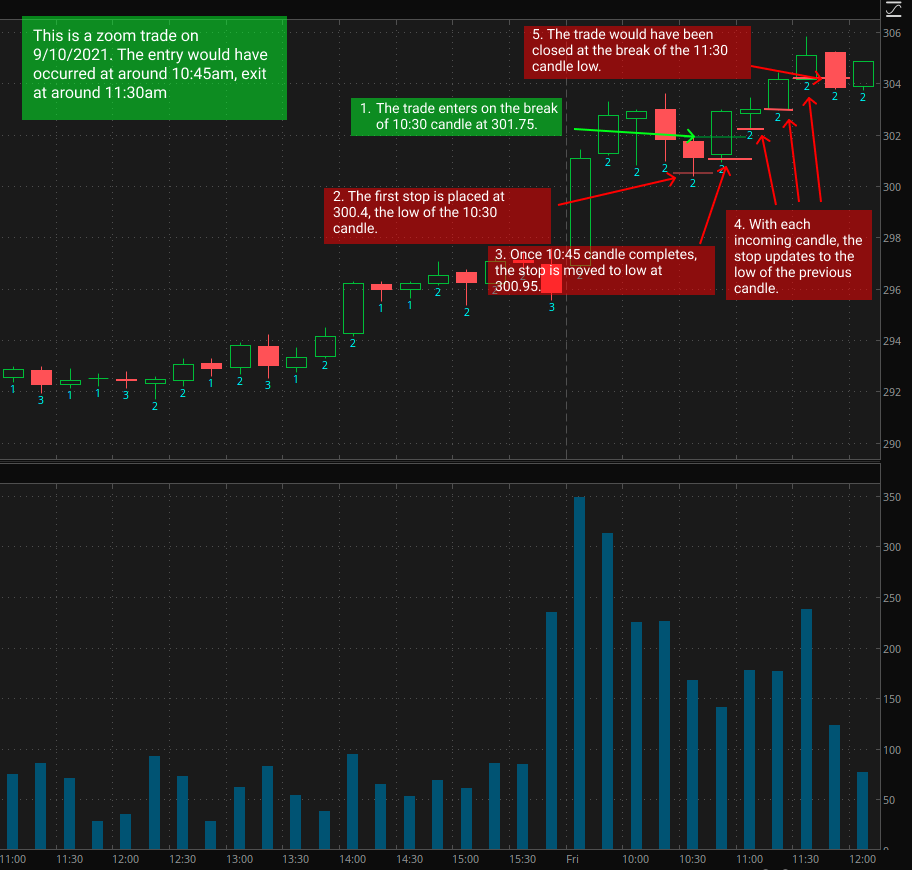 This is a zoom trade on
9/10/2021. The entry would have
occurred at around 10:45am, exit
at around 11:30am
5. The trade would have been
closed at the break of the 11:30
candle low.
1. The trade enters on the break
of 10:30 candle at 301.75.
2. The first stop is placed at
300.4, the low of the 10:30
candle.
3. Once 10:45 candle completes,
the stop is moved to low at
300.95.
4. With each
incoming candle, the
stop updates to the
low of the previous
candle.
306
304
302
300
298
296
294
292
290
2 2 2 2 2 2 2 2 2 2
1 3 1 1 3 2 2 1 2 3 1 2 2 1 1 2 2 2 3 2
350
300
250
200
150
100
50
0
11:00 11:30 12:00 12:30 13:00 13:30 14:00 14:30 15:00 15:30 Fri 10:00 10:30 11:00 11:30 12:00